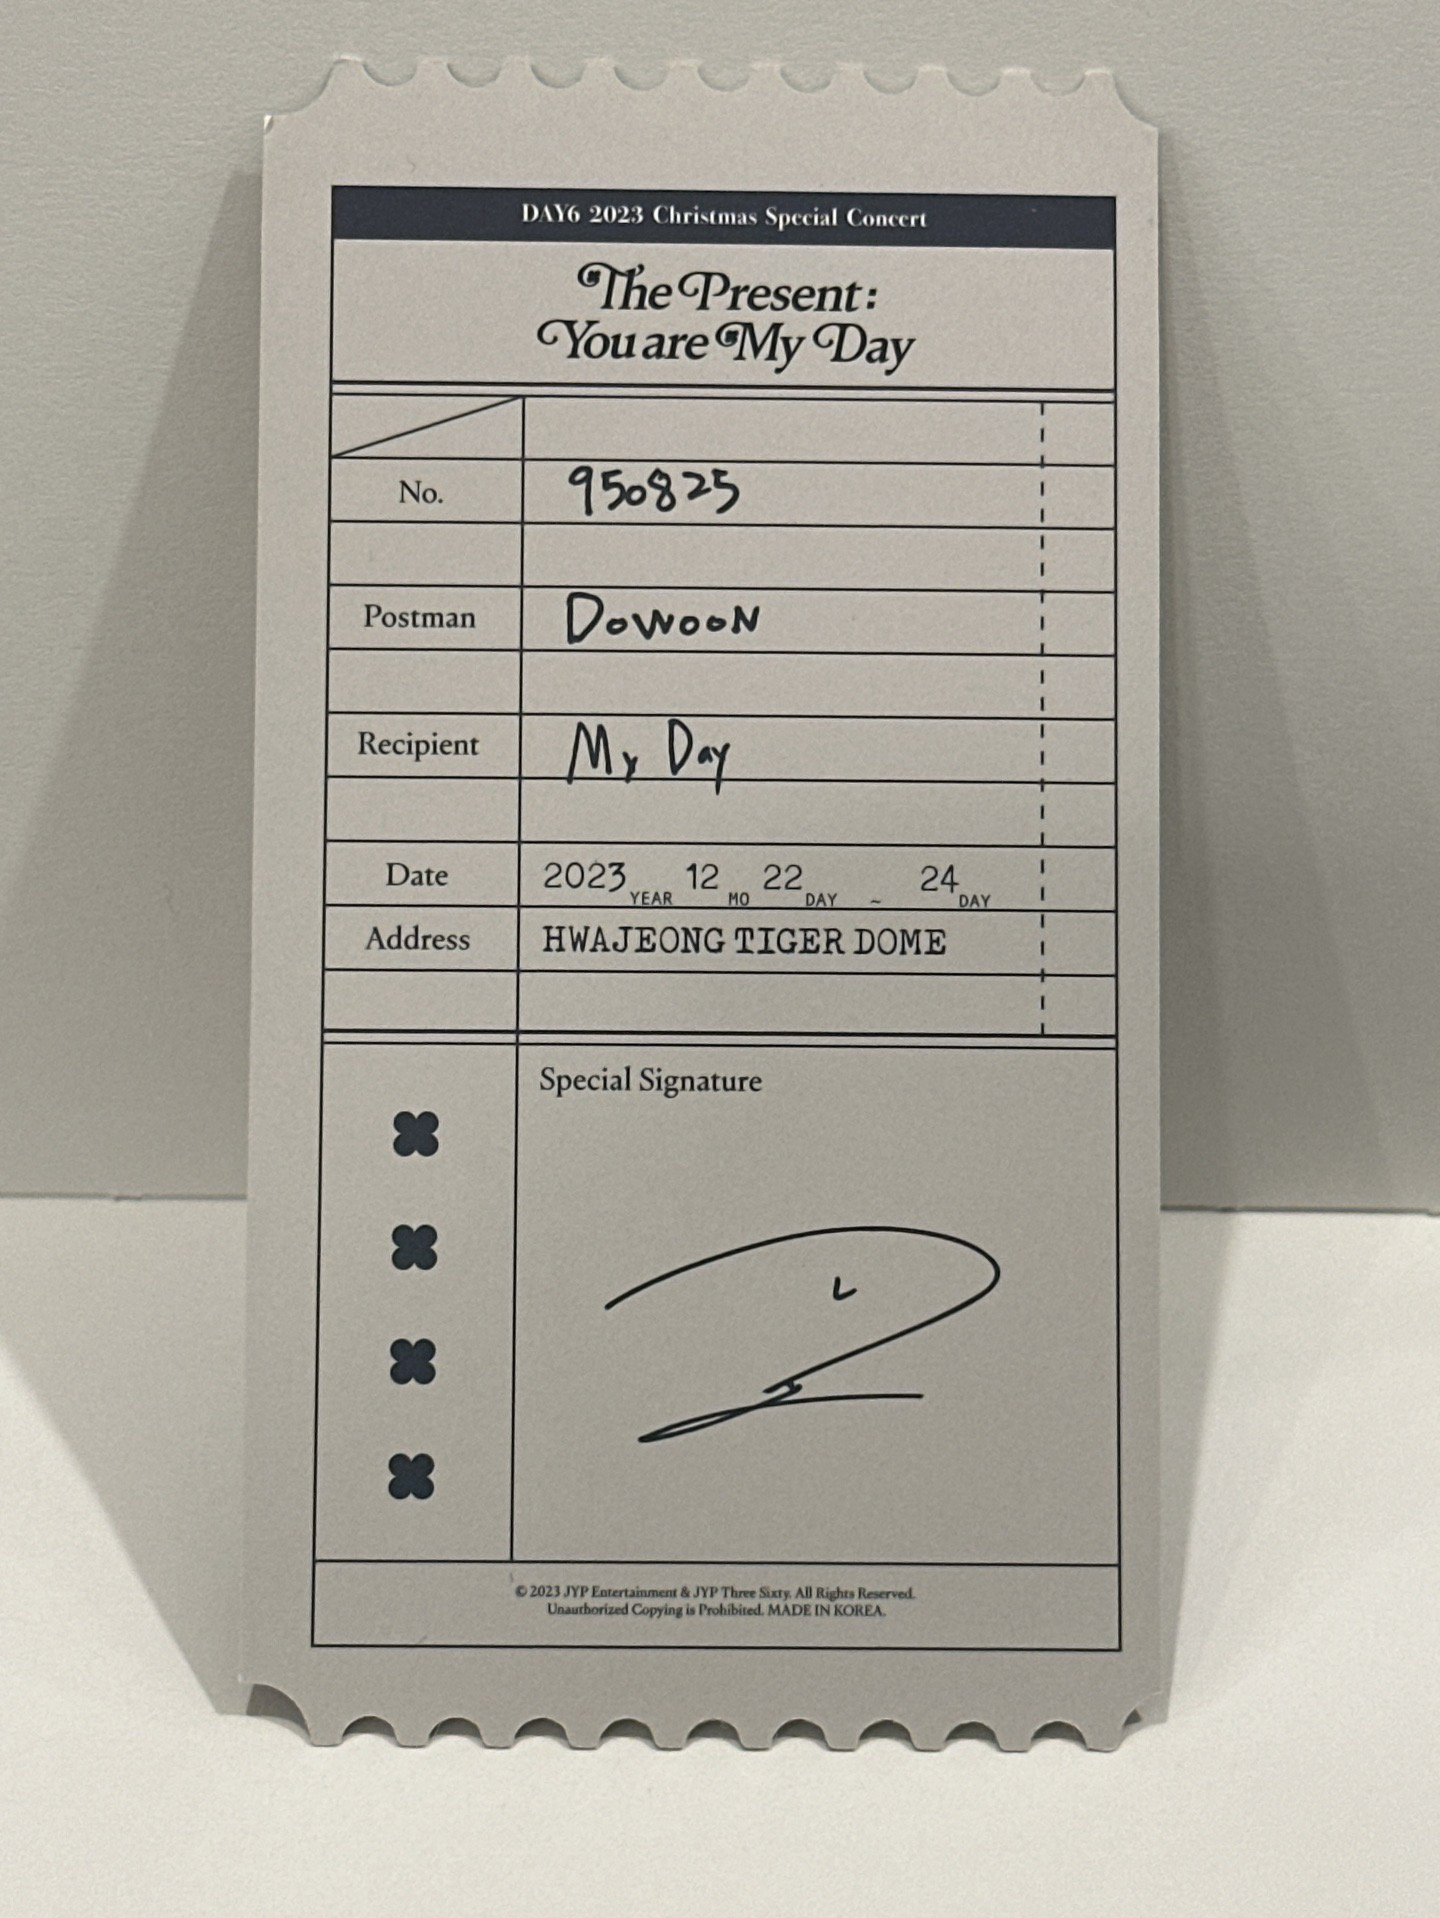 DAY6 2023 Christmas Special Concert
The Present:
You are My Day
No. 950825
Postman DOWOON
Recipient My Day
Date 2023 YEAR 12 MO 22 DAY ~ 24 DAY
Address HWAJEONG TIGER DOME
Special Signature
© 2023 JYP Entertainment & JYP Three Sixty. All Rights Reserved.
Unauthorized Copying is Prohibited. MADE IN KOREA.